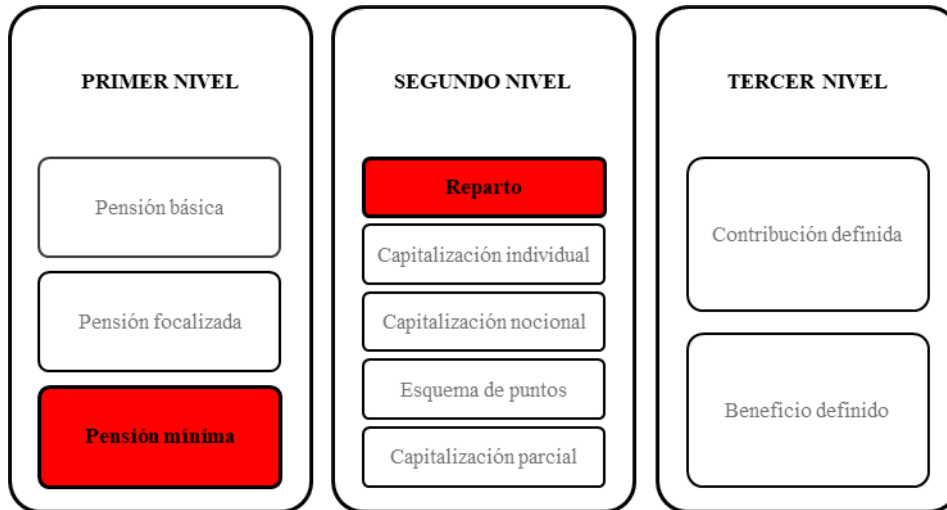 PRIMER NIVEL
Pensión básica
Pensión focalizada
Pensión mínima
SEGUNDO NIVEL
Reparto
Capitalización individual
Capitalización nocional
Esquema de puntos
Capitalización parcial
TERCER NIVEL
Contribución definida
Beneficio definido